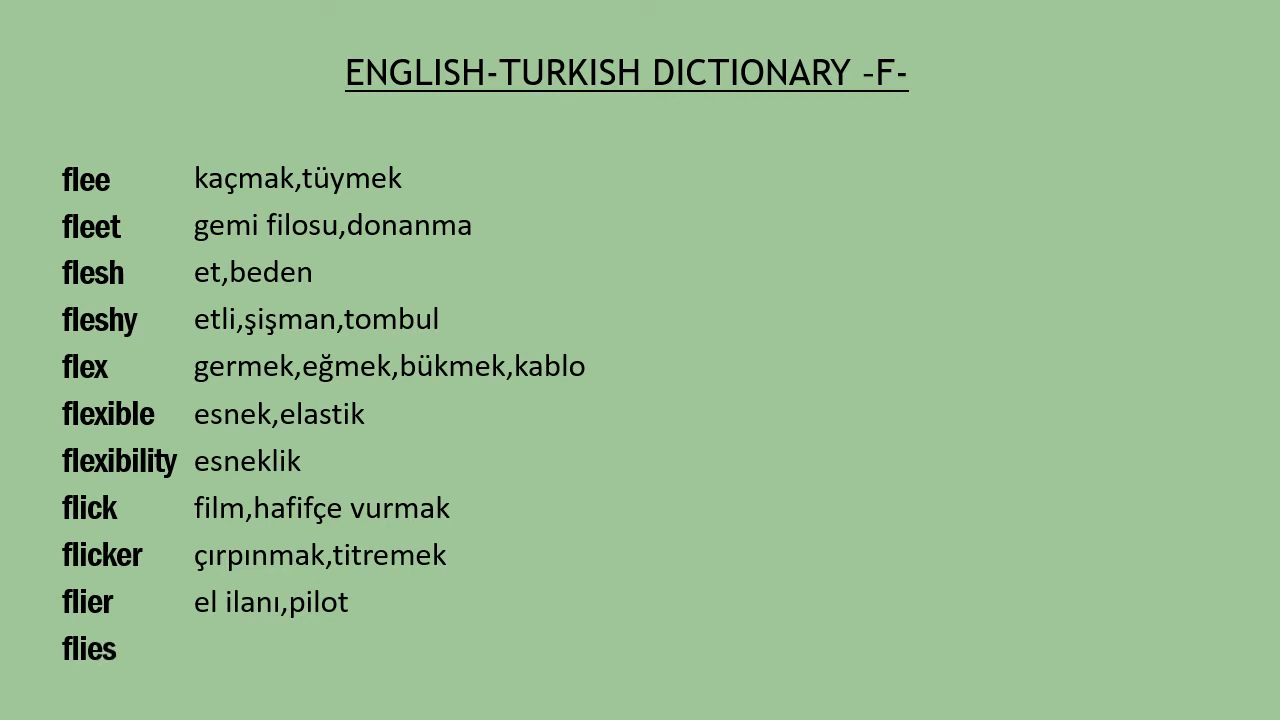 ENGLISH-TURKISH DICTIONARY –F-
flee kaçmak,tüymek
fleet gemi filosu,donanma
flesh et,beden
fleshy etli,şişman,tombul
flex germek,eğmek,bükmek,kablo
flexible esnek,elastik
flexibility esneklik
flick film,hafifçe vurmak
flicker çırpınmak,titremek
flier el ilanı,pilot
flies